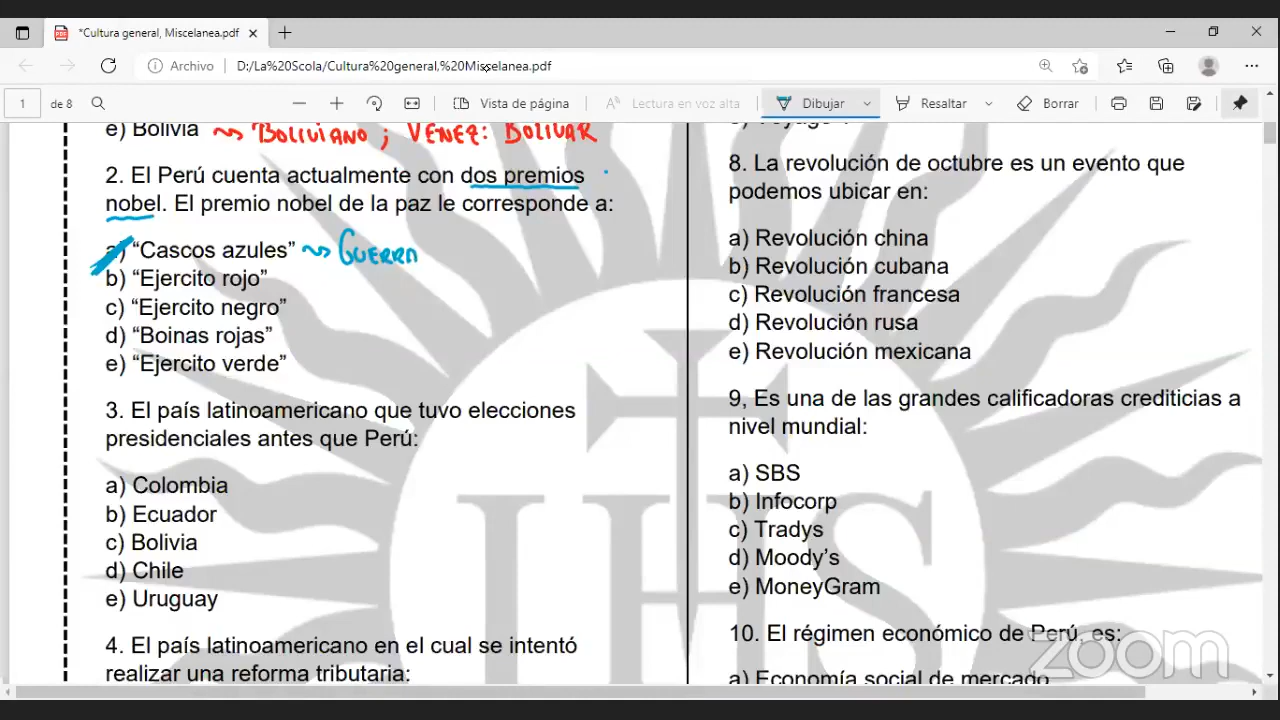 *Cultura general, Miscelanea.pdf
Archivo
D:/La%20Scola/Cultura%20general,%20Miscelanea.pdf
1
de 8
Vista de página
Lectura en voz alta
Dibujar
Resaltar
Borrar
e) Bolivia BOLIVIANO ; VENEZ: BOLIVAR
2. El Perú cuenta actualmente con dos premios
nobel. El premio nobel de la paz le corresponde a:
a) “Cascos azules” GUERRA
b) “Ejercito rojo”
c) “Ejercito negro”
d) “Boinas rojas”
e) “Ejercito verde”
3. El país latinoamericano que tuvo elecciones
presidenciales antes que Perú:
a) Colombia
b) Ecuador
c) Bolivia
d) Chile
e) Uruguay
4. El país latinoamericano en el cual se intentó
realizar una reforma tributaria:
8. La revolución de octubre es un evento que
podemos ubicar en:
a) Revolución china
b) Revolución cubana
c) Revolución francesa
d) Revolución rusa
e) Revolución mexicana
9, Es una de las grandes calificadoras crediticias a
nivel mundial:
a) SBS
b) Infocorp
c) Tradys
d) Moody’s
e) MoneyGram
10. El régimen económico de Perú, es:
a) Economía social de mercado
IHS
zoom